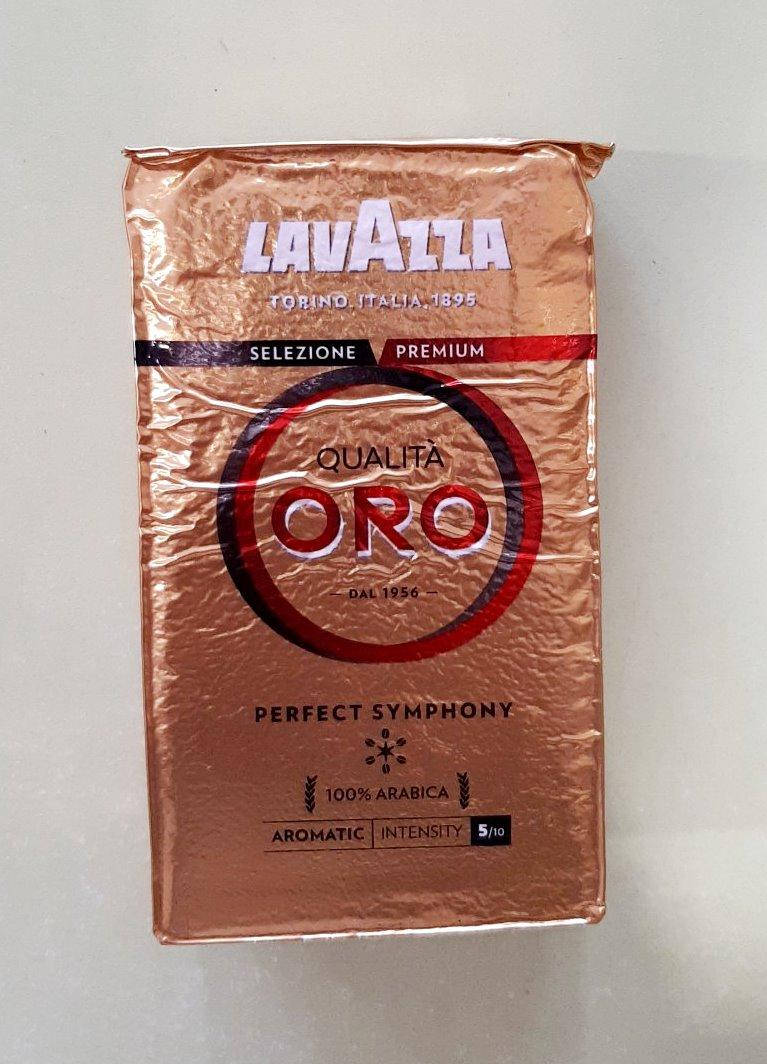 LAVAZZA
TORINO, ITALIA, 1895
SELEZIONE PREMIUM
QUALITÀ
ORO
— DAL 1956 —
PERFECT SYMPHONY
100% ARABICA
AROMATIC INTENSITY 5/10